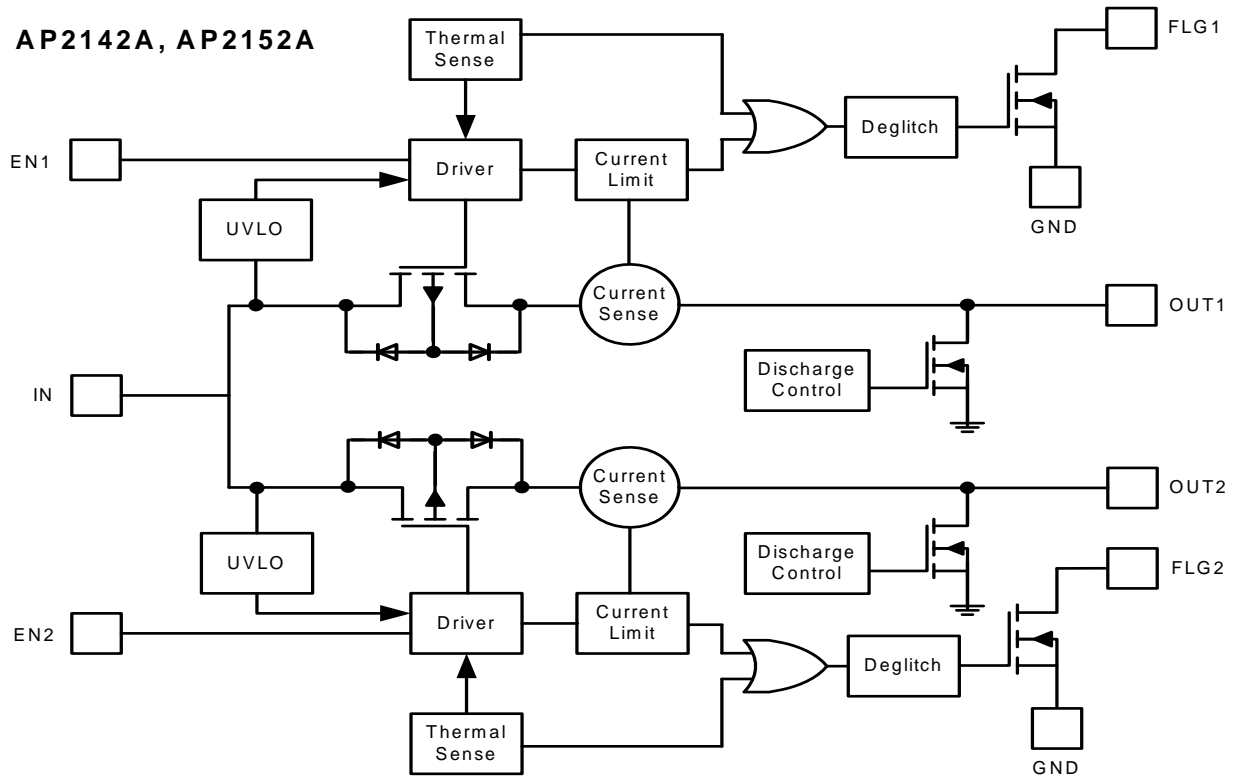 AP2142A, AP2152A
Thermal
Sense
FLG1
Deglitch
EN1
Driver
Current
Limit
UVLO
GND
Current
Sense
OUT1
Discharge
Control
IN
Current
Sense
OUT2
UVLO
Discharge
Control
FLG2
EN2
Driver
Current
Limit
Deglitch
Thermal
Sense
GND